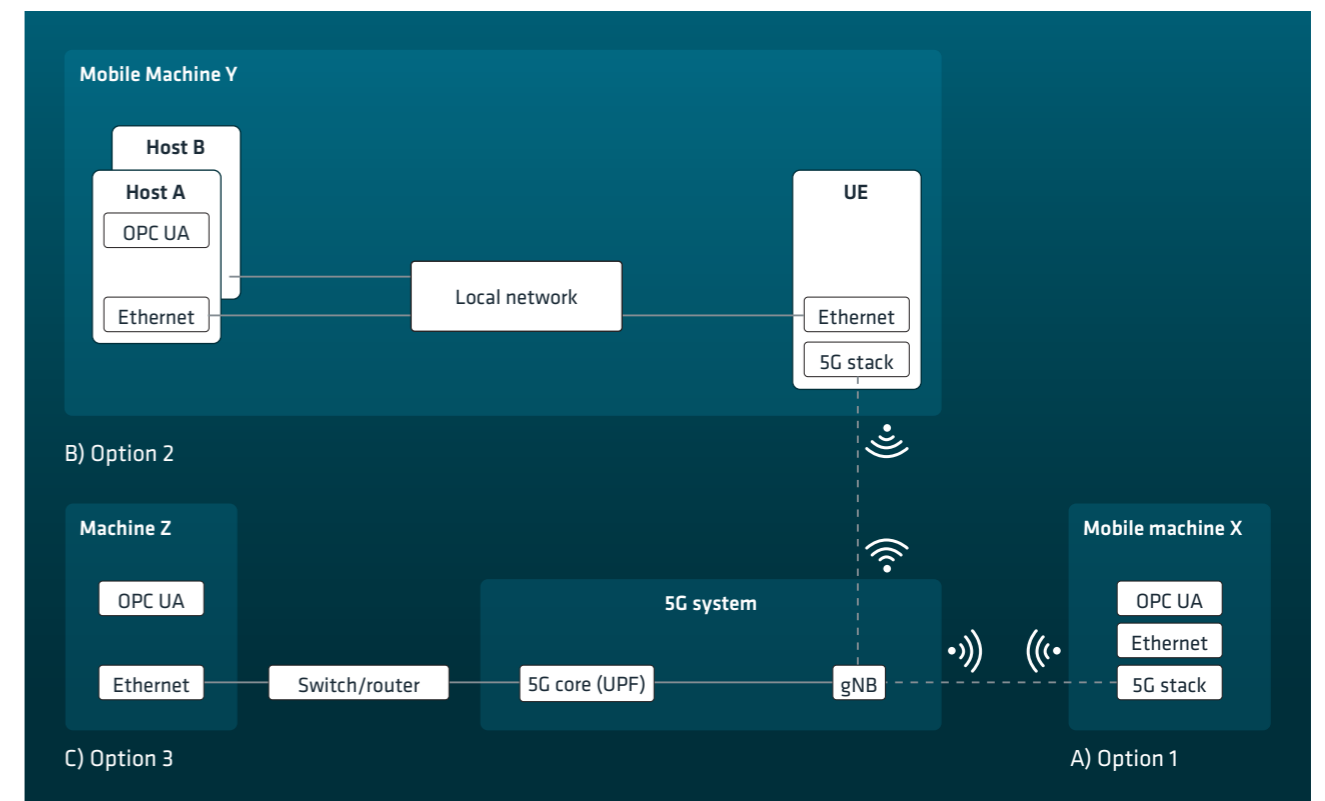 Mobile Machine Y
Host B
Host A
OPC UA
Ethernet
Local network
UE
Ethernet
5G stack
B) Option 2
Machine Z
OPC UA
Ethernet
Switch/router
5G system
5G core (UPF)
gNB
Mobile machine X
OPC UA
Ethernet
5G stack
C) Option 3
A) Option 1